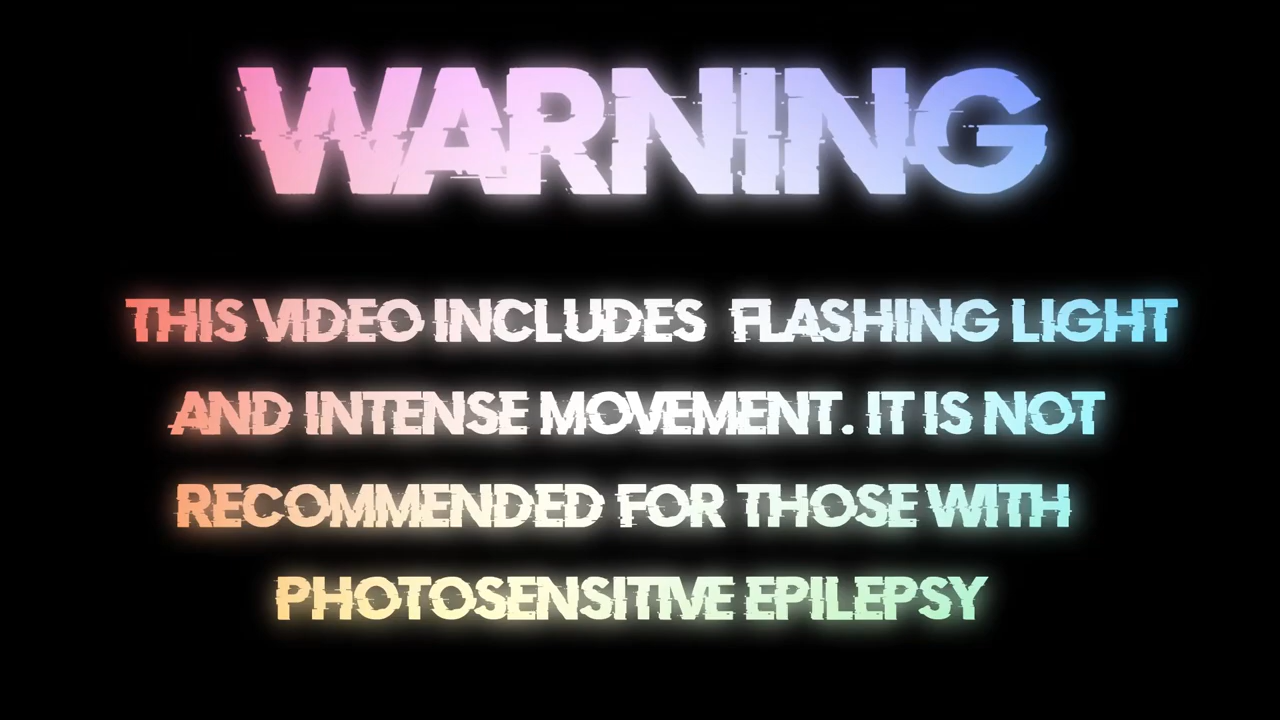 WARNING
THIS VIDEO INCLUDES FLASHING LIGHT
AND INTENSE MOVEMENT. IT IS NOT
RECOMMENDED FOR THOSE WITH
PHOTOSENSITIVE EPILEPSY